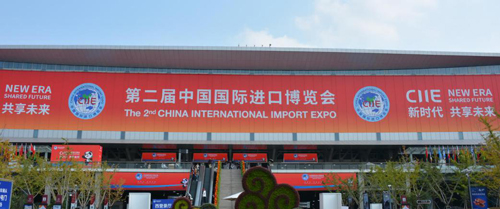 NEW ERA
SHARED FUTURE
共享未来
CIIE
第二届中国国际进口博览会
The 2nd CHINA INTERNATIONAL IMPORT EXPO
CIIE
CIIE NEW ERA
SHARED FUTURE
新时代 共享未来